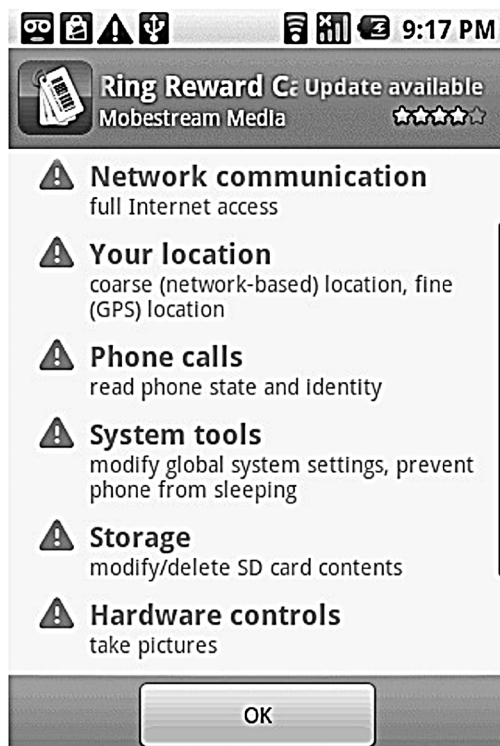 9:17 PM
Ring Reward Ca Update available
Mobestream Media
Network communication
full Internet access
Your location
coarse (network-based) location, fine
(GPS) location
Phone calls
read phone state and identity
System tools
modify global system settings, prevent
phone from sleeping
Storage
modify/delete SD card contents
Hardware controls
take pictures
OK